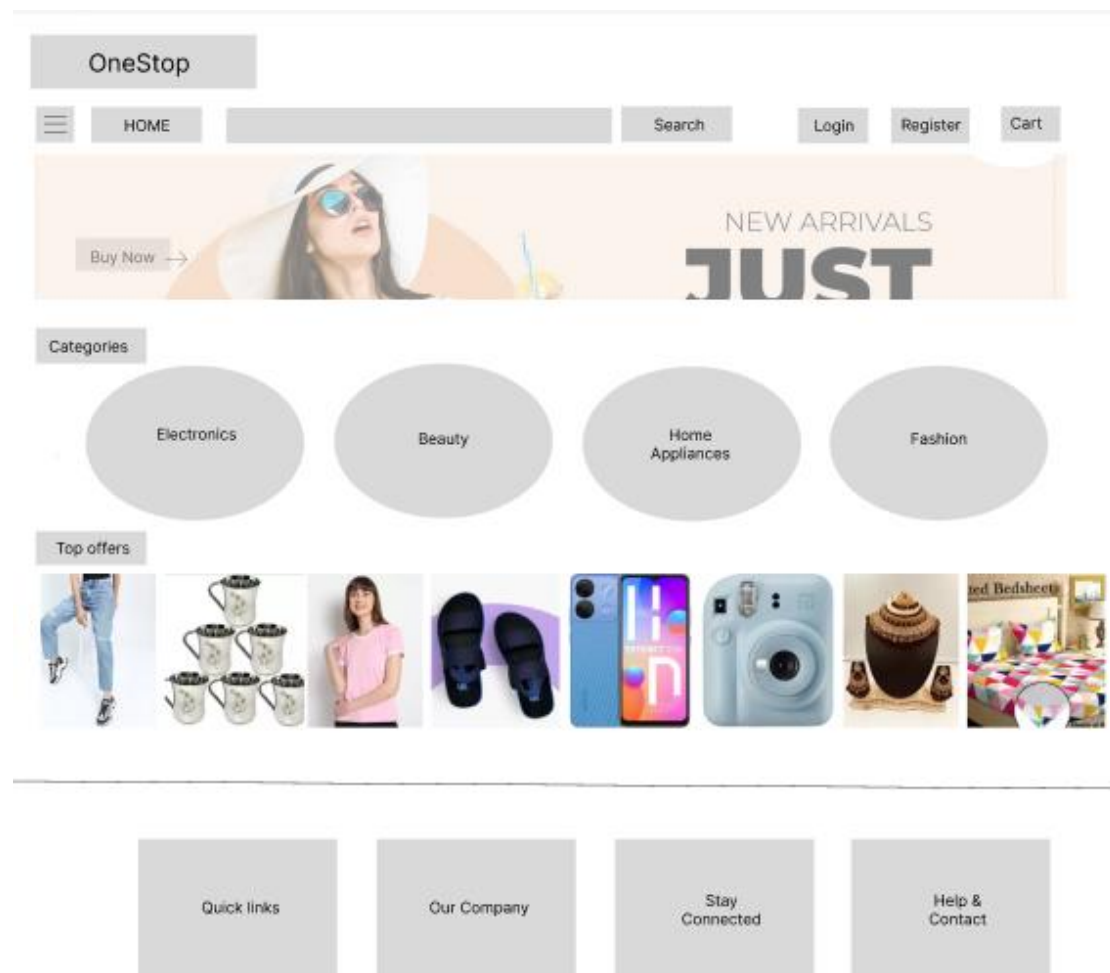 OneStop
HOME
Search
Login
Register
Cart
NEW ARRIVALS
JUST
Buy Now →
Categories
Electronics
Beauty
Home
Appliances
Fashion
Top offers
ted Bedsheets
Quick links
Our Company
Stay
Connected
Help &
Contact